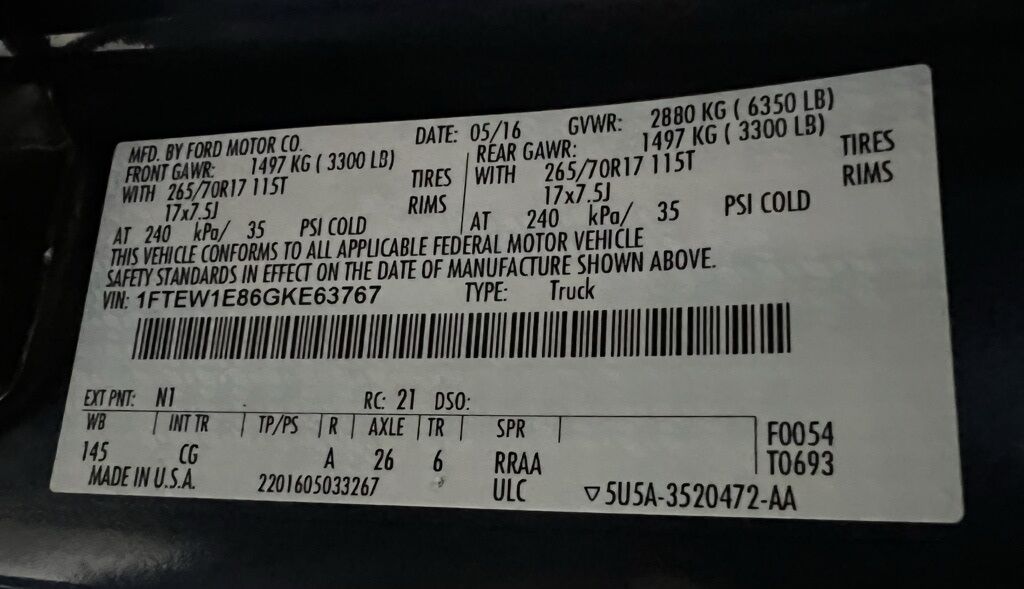 MFD. BY FORD MOTOR CO. DATE: 05/16 GVWR: 2880 KG ( 6350 LB)
FRONT GAWR: 1497 KG ( 3300 LB) REAR GAWR: 1497 KG ( 3300 LB)
WITH 265/70R17 115T TIRES WITH 265/70R17 115T TIRES
17x7.5J RIMS 17x7.5J RIMS
AT 240 kPa/ 35 PSI COLD AT 240 kPa/ 35 PSI COLD
THIS VEHICLE CONFORMS TO ALL APPLICABLE FEDERAL MOTOR VEHICLE
SAFETY STANDARDS IN EFFECT ON THE DATE OF MANUFACTURE SHOWN ABOVE.
VIN: 1FTEW1E86GKE63767 TYPE: Truck
EXT PNT: N1 RC: 21 DSO:
WB INT TR TP/PS R AXLE TR SPR F0054
145 CG A 26 6 RRAA T0693
MADE IN U.S.A. 2201605033267 ULC ▽5U5A-3520472-AA